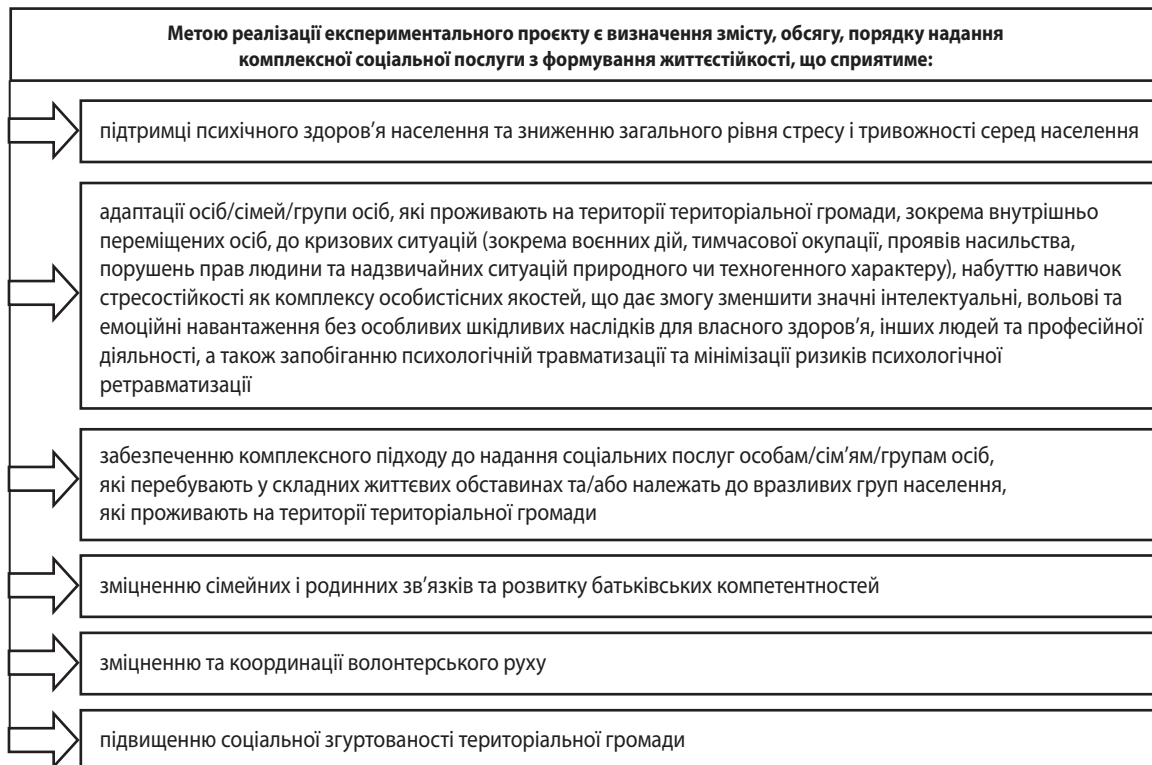 Метою реалізації експериментального проєкту є визначення змісту, обсягу, порядку надання
комплексної соціальної послуги з формування життєстійкості, що сприятиме:
підтримці психічного здоров’я населення та зниженню загального рівня стресу і тривожності серед населення
адаптації осіб/сімей/групи осіб, які проживають на території територіальної громади, зокрема внутрішньо
переміщених осіб, до кризових ситуацій (зокрема воєнних дій, тимчасової окупації, проявів насильства,
порушень прав людини та надзвичайних ситуацій природного чи техногенного характеру), набуттю навичок
стресостійкості як комплексу особистісних якостей, що дає змогу зменшити значні інтелектуальні, вольові та
емоційні навантаження без особливих шкідливих наслідків для власного здоров’я, інших людей та професійної
діяльності, а також запобіганню психологічній травматизації та мінімізації ризиків психологічної
ретравматизації
забезпеченню комплексного підходу до надання соціальних послуг особам/сім’ям/групам осіб,
які перебувають у складних життєвих обставинах та/або належать до вразливих груп населення,
які проживають на території територіальної громади
зміцненню сімейних і родинних зв’язків та розвитку батьківських компетентностей
зміцненню та координації волонтерського руху
підвищенню соціальної згуртованості територіальної громади